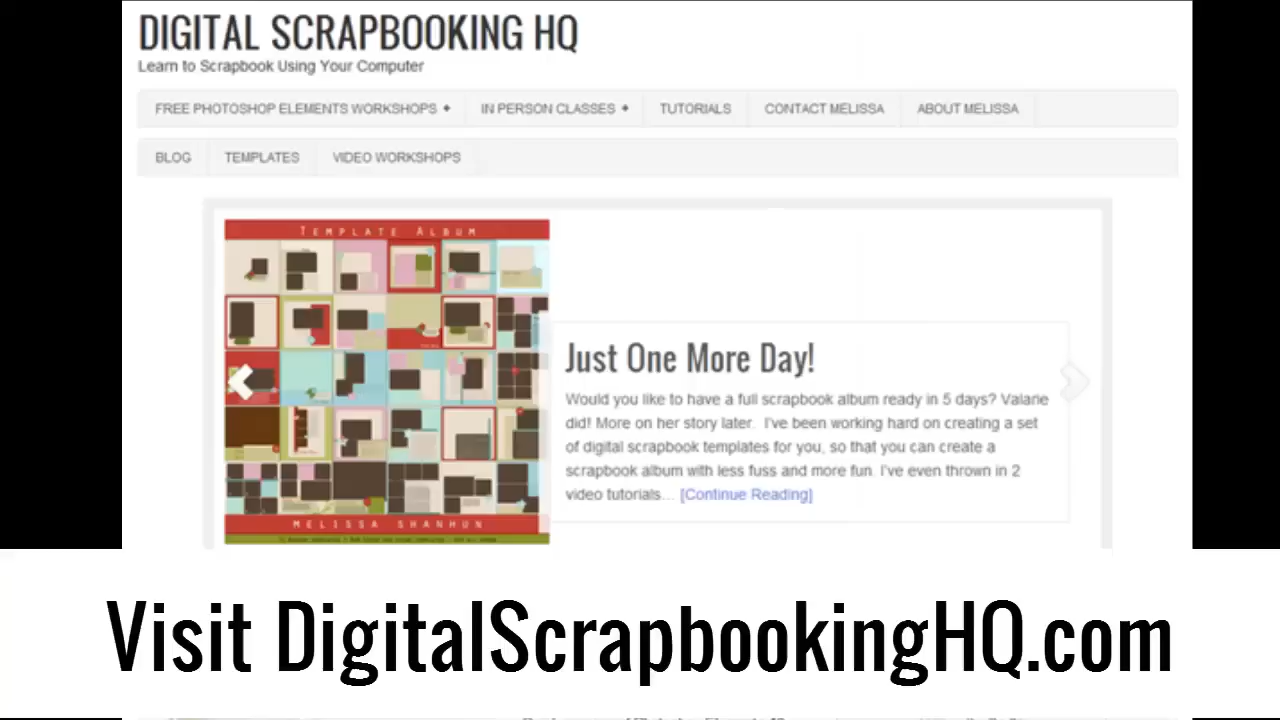 DIGITAL SCRAPBOOKING HQ
Learn to Scrapbook Using Your Computer
FREE PHOTOSHOP ELEMENTS WORKSHOPS
IN PERSON CLASSES
TUTORIALS
CONTACT MELISSA
ABOUT MELISSA
BLOG
TEMPLATES
VIDEO WORKSHOPS
TEMPLATE ALBUM
MELISSA SHANHUN
Just One More Day!
Would you like to have a full scrapbook album ready in 5 days? Valarie
did! More on her story later. I've been working hard on creating a set
of digital scrapbook templates for you, so that you can create a
scrapbook album with less fuss and more fun. I've even thrown in 2
video tutorials... [Continue Reading]
Visit DigitalScrapbookingHQ.com